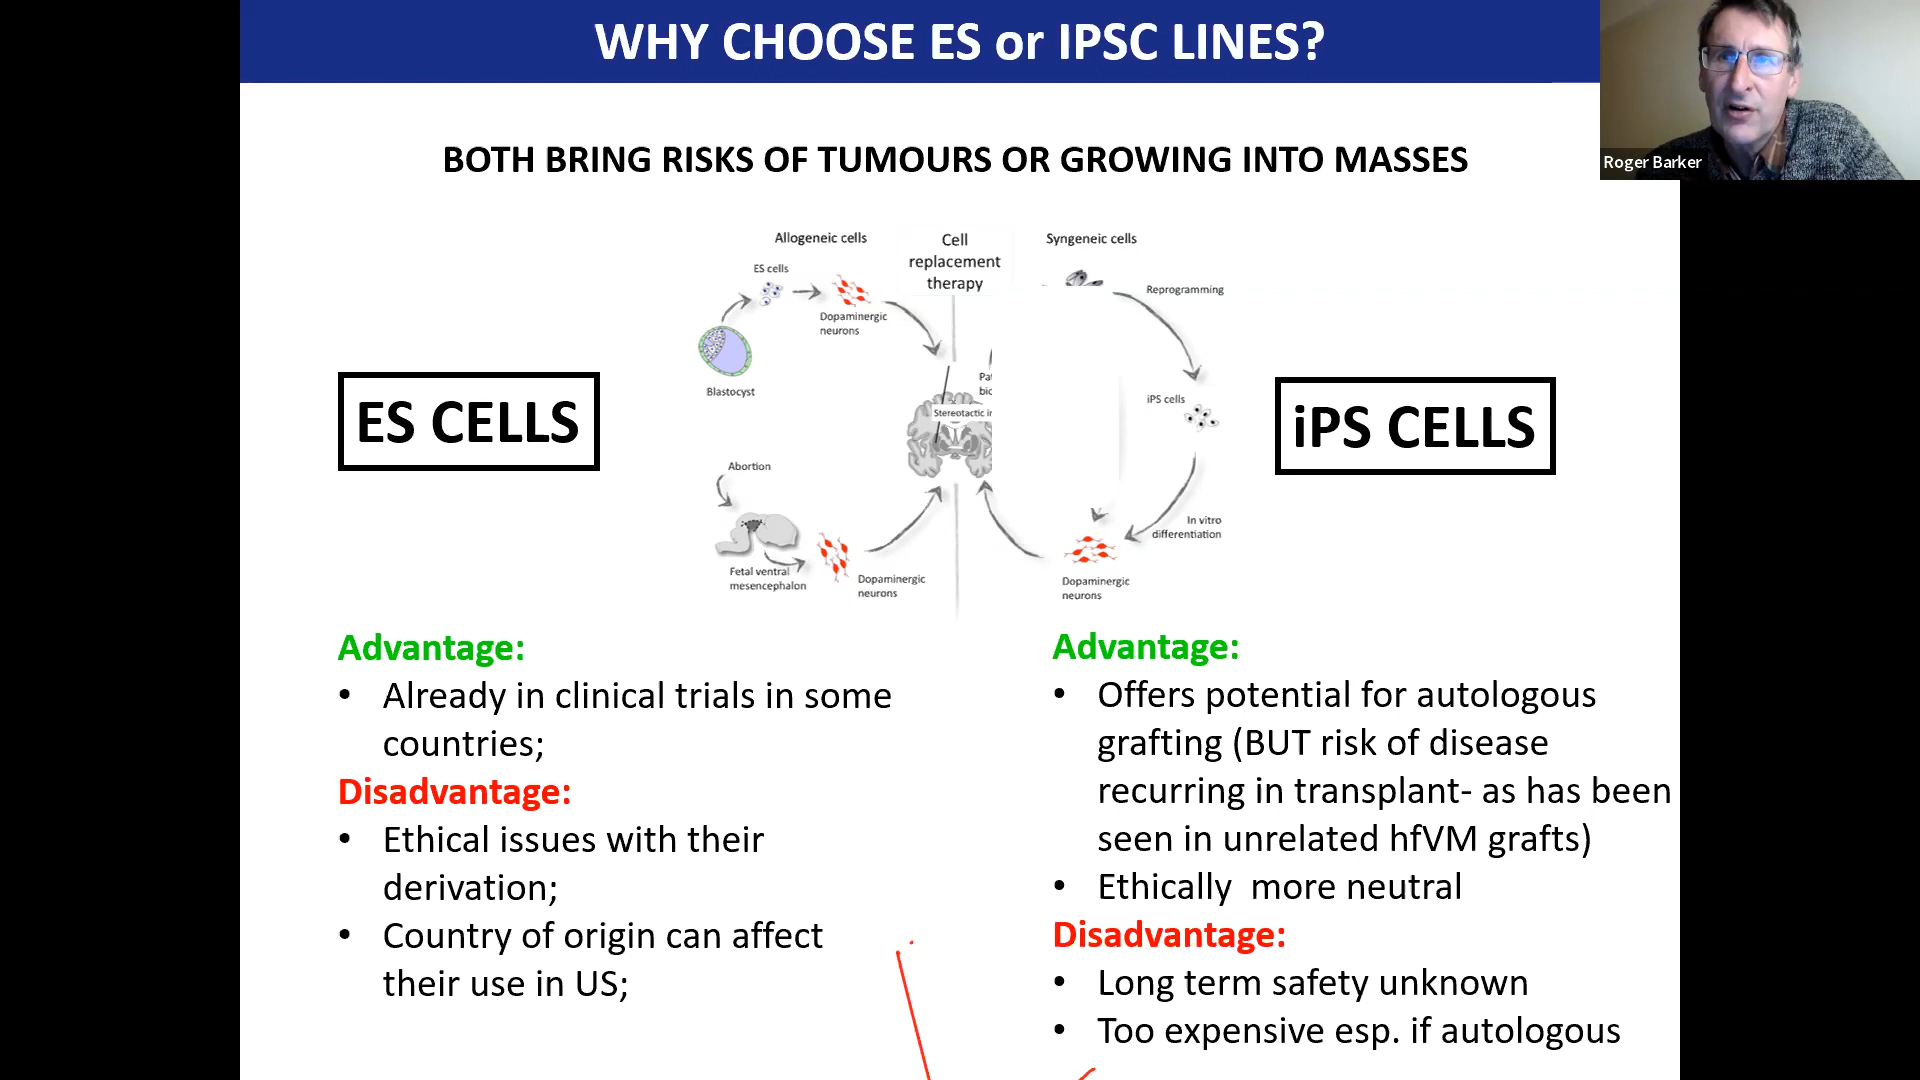 WHY CHOOSE ES or IPSC LINES?
Roger Barker
BOTH BRING RISKS OF TUMOURS OR GROWING INTO MASSES
Allogeneic cells
Cell
replacement
therapy
Syngeneic cells
ES cells
Reprogramming
Dopaminergic
neurons
Blastocyst
Stereotactic
iPS cells
ES CELLS
iPS CELLS
Abortion
In vitro
differentiation
Fetal ventral
mesencephalon
Dopaminergic
neurons
Dopaminergic
neurons
Advantage:
• Already in clinical trials in some
countries;
Disadvantage:
• Ethical issues with their
derivation;
• Country of origin can affect
their use in US;
Advantage:
• Offers potential for autologous
grafting (BUT risk of disease
recurring in transplant- as has been
seen in unrelated hfVM grafts)
• Ethically more neutral
Disadvantage:
• Long term safety unknown
• Too expensive esp. if autologous